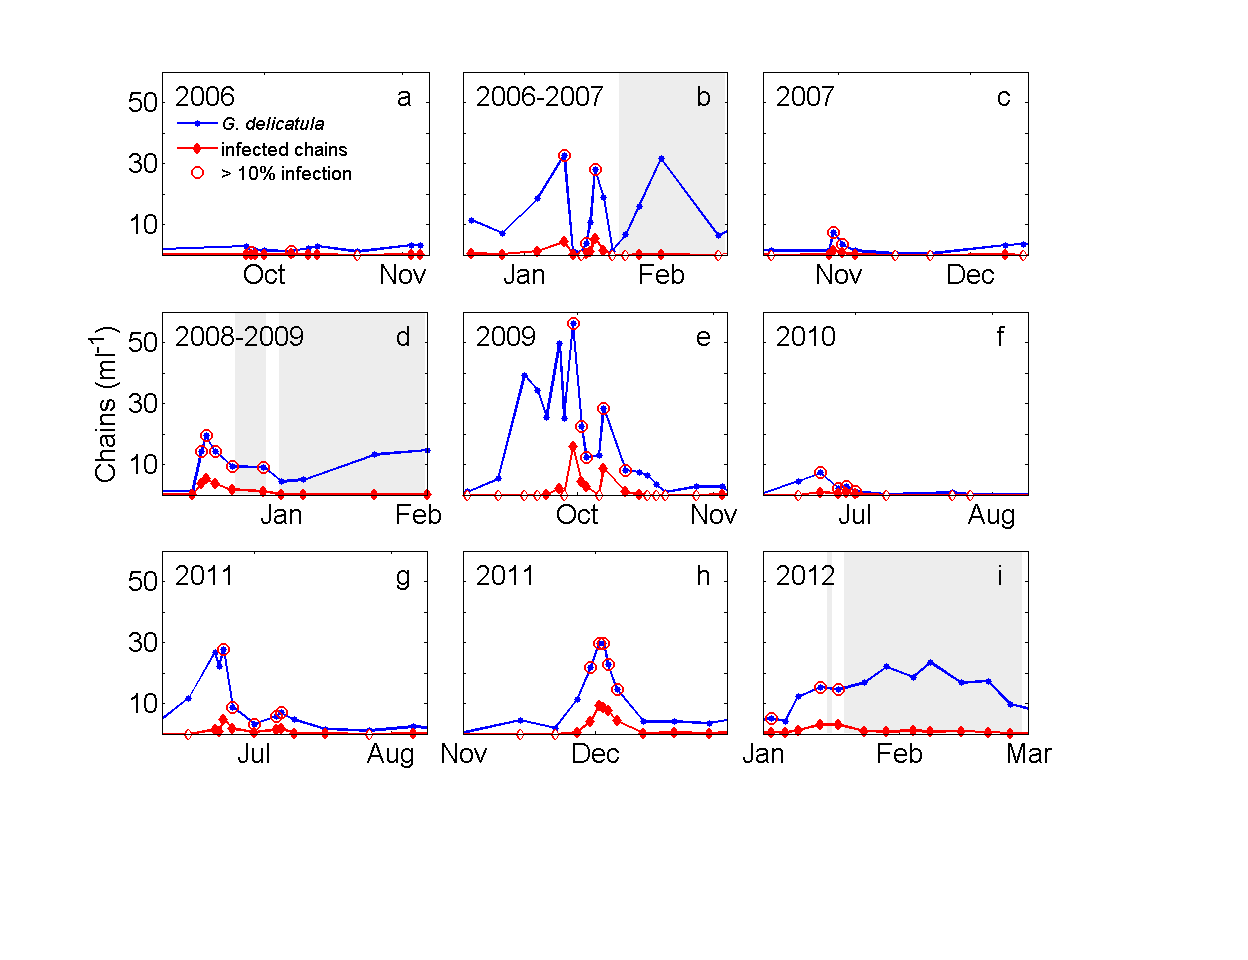 2006 a
G. delicatula
infected chains
> 10% infection
50
30
10
Oct Nov
2006-2007 b
Jan Feb
2007 c
Nov Dec
Chains (ml-1)
2008-2009 d
50
30
10
Jan Feb
2009 e
Oct Nov
2010 f
Jul Aug
2011 g
50
30
10
Jul Aug
2011 h
Nov Dec
2012 i
Jan Feb Mar